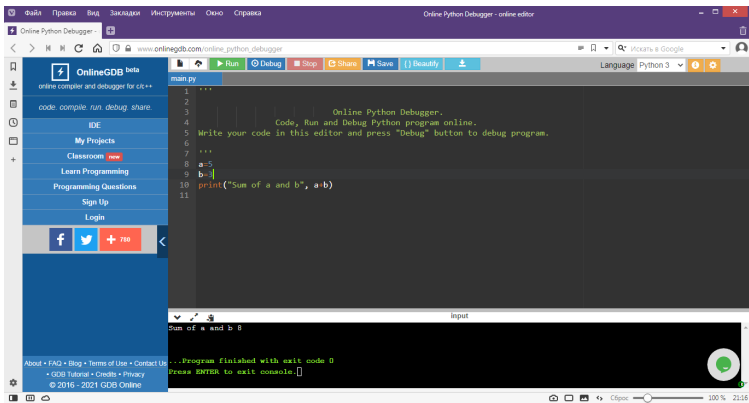 Файл Правка Вид Закладки Инструменты Окно Справка
Online Python Debugger - online editor
Online Python Debugger -
www.onlinegdb.com/online_python_debugger
Искать в Google
OnlineGDB beta
online compiler and debugger for c/c++
code. compile. run. debug. share.
IDE
My Projects
Classroom new
Learn Programming
Programming Questions
Sign Up
Login
+ 780
Run Debug Stop Share Save { } Beautify
Language Python 3
main.py
1 '''
2
3 Online Python Debugger.
4 Code, Run and Debug Python program online.
5 Write your code in this editor and press "Debug" button to debug program.
6
7 '''
8 a=5
9 b=3
10 print("Sum of a and b", a+b)
11
input
Sum of a and b 8
...Program finished with exit code 0
Press ENTER to exit console.
About • FAQ • Blog • Terms of Use • Contact Us
• GDB Tutorial • Credits • Privacy
© 2016 - 2021 GDB Online
Сброс
100 % 21:16